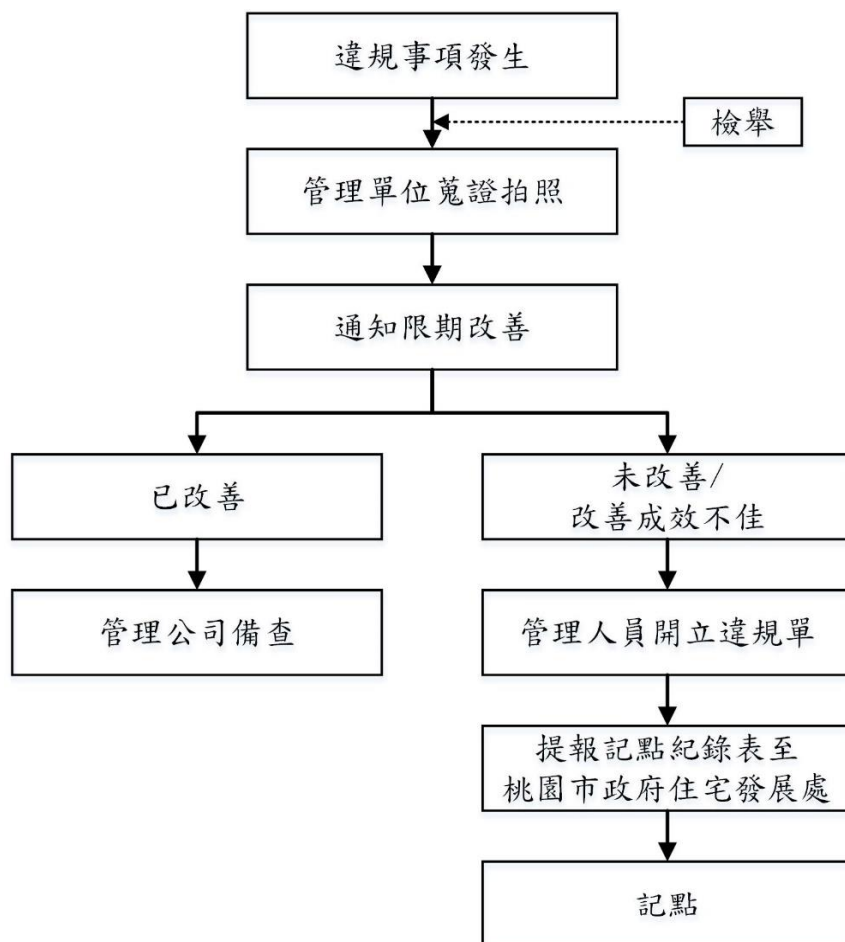 違規事項發生
檢舉
管理單位蒐證拍照
通知限期改善
已改善
未改善/
改善成效不佳
管理公司備查
管理人員開立違規單
提報記點紀錄表至
桃園市政府住宅發展處
記點